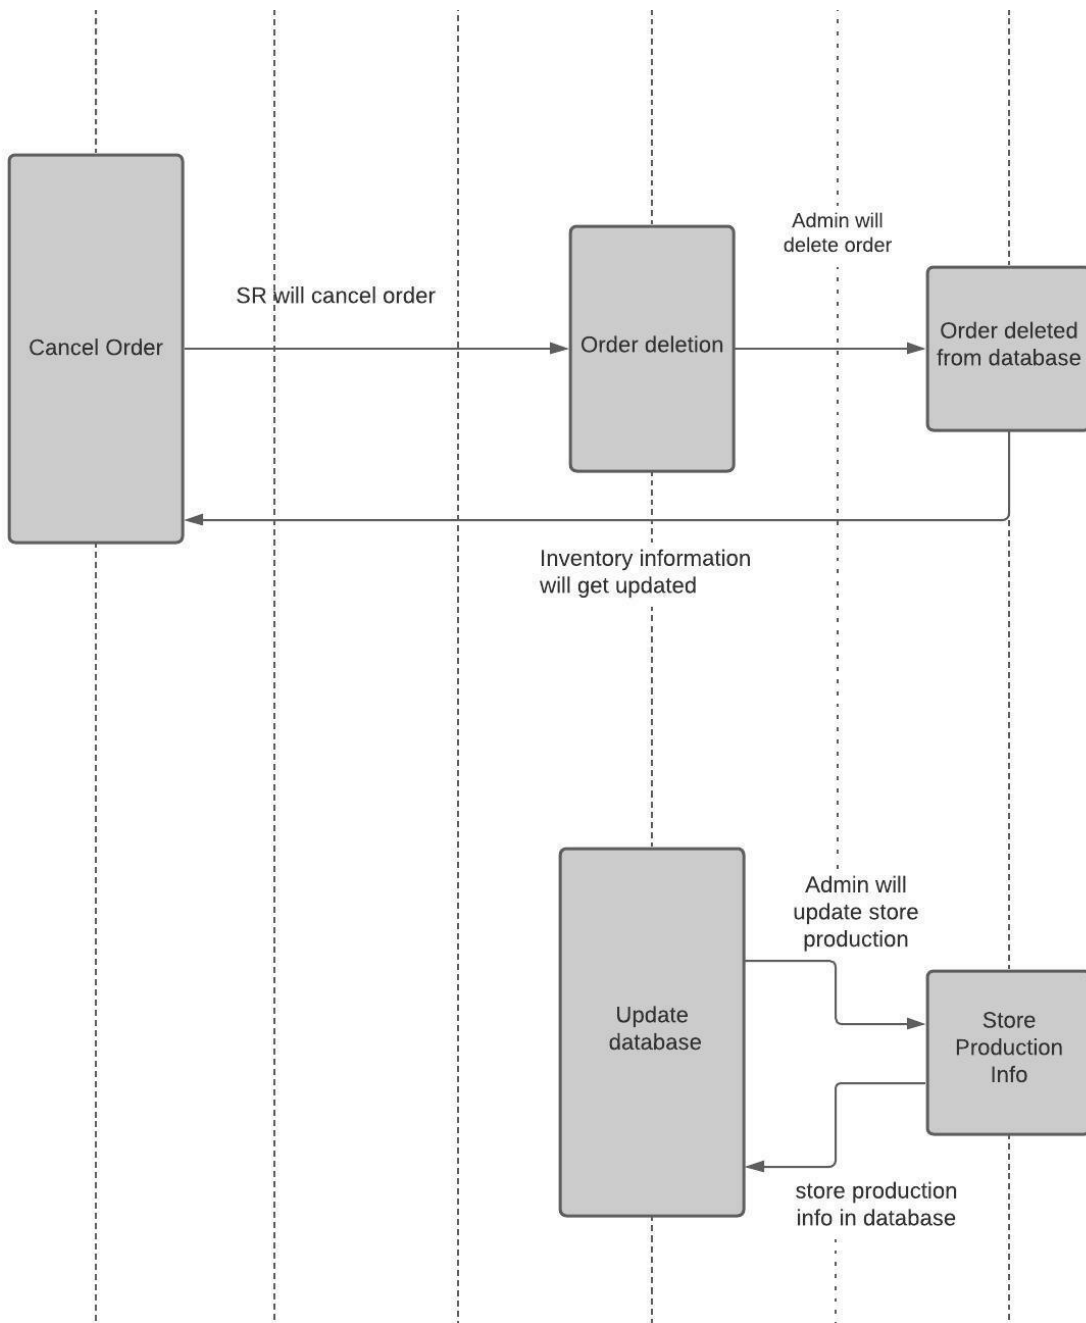 Admin will
delete order
SR will cancel order
Cancel Order
Order deletion
Order deleted
from database
Inventory information
will get updated
Admin will
update store
production
Update
database
Store
Production
Info
store production
info in database